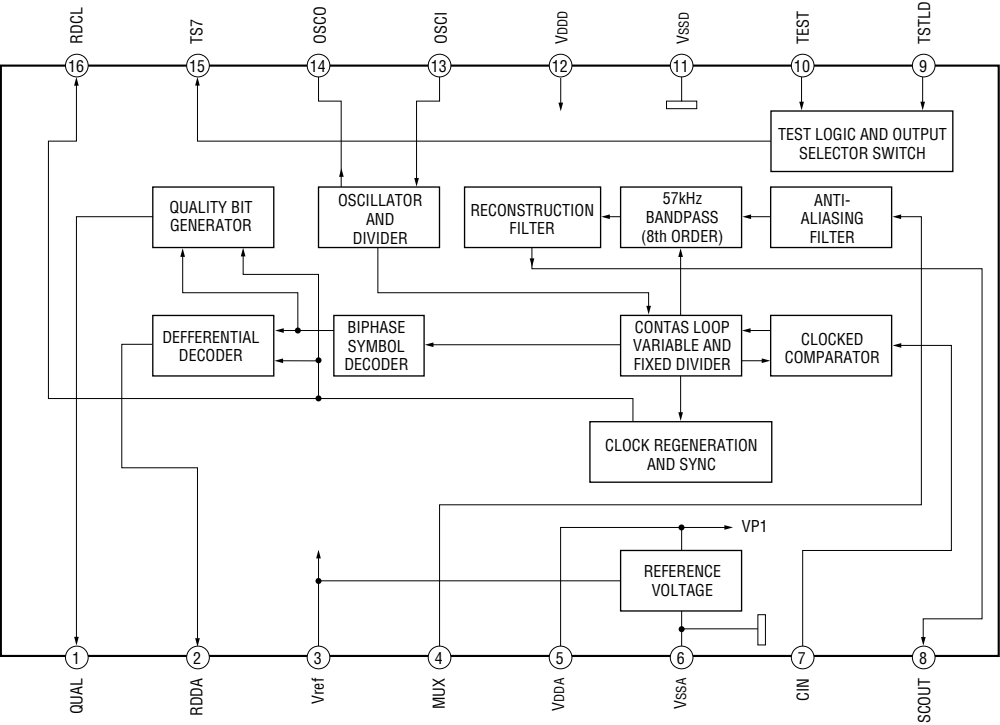 RDCL
TS7
OSCO
OSCI
VDDD
VSSD
TEST
TSTLD
16
15
14
13
12
11
10
9
TEST LOGIC AND OUTPUT
SELECTOR SWITCH
QUALITY BIT
GENERATOR
OSCILLATOR
AND
DIVIDER
RECONSTRUCTION
FILTER
57kHz
BANDPASS
(8th ORDER)
ANTI-
ALIASING
FILTER
DEFFERENTIAL
DECODER
BIPHASE
SYMBOL
DECODER
CONTAS LOOP
VARIABLE AND
FIXED DIVIDER
CLOCKED
COMPARATOR
CLOCK REGENERATION
AND SYNC
VP1
REFERENCE
VOLTAGE
1
2
3
4
5
6
7
8
QUAL
RDDA
Vref
MUX
VDDA
VSSA
CIN
SCOUT